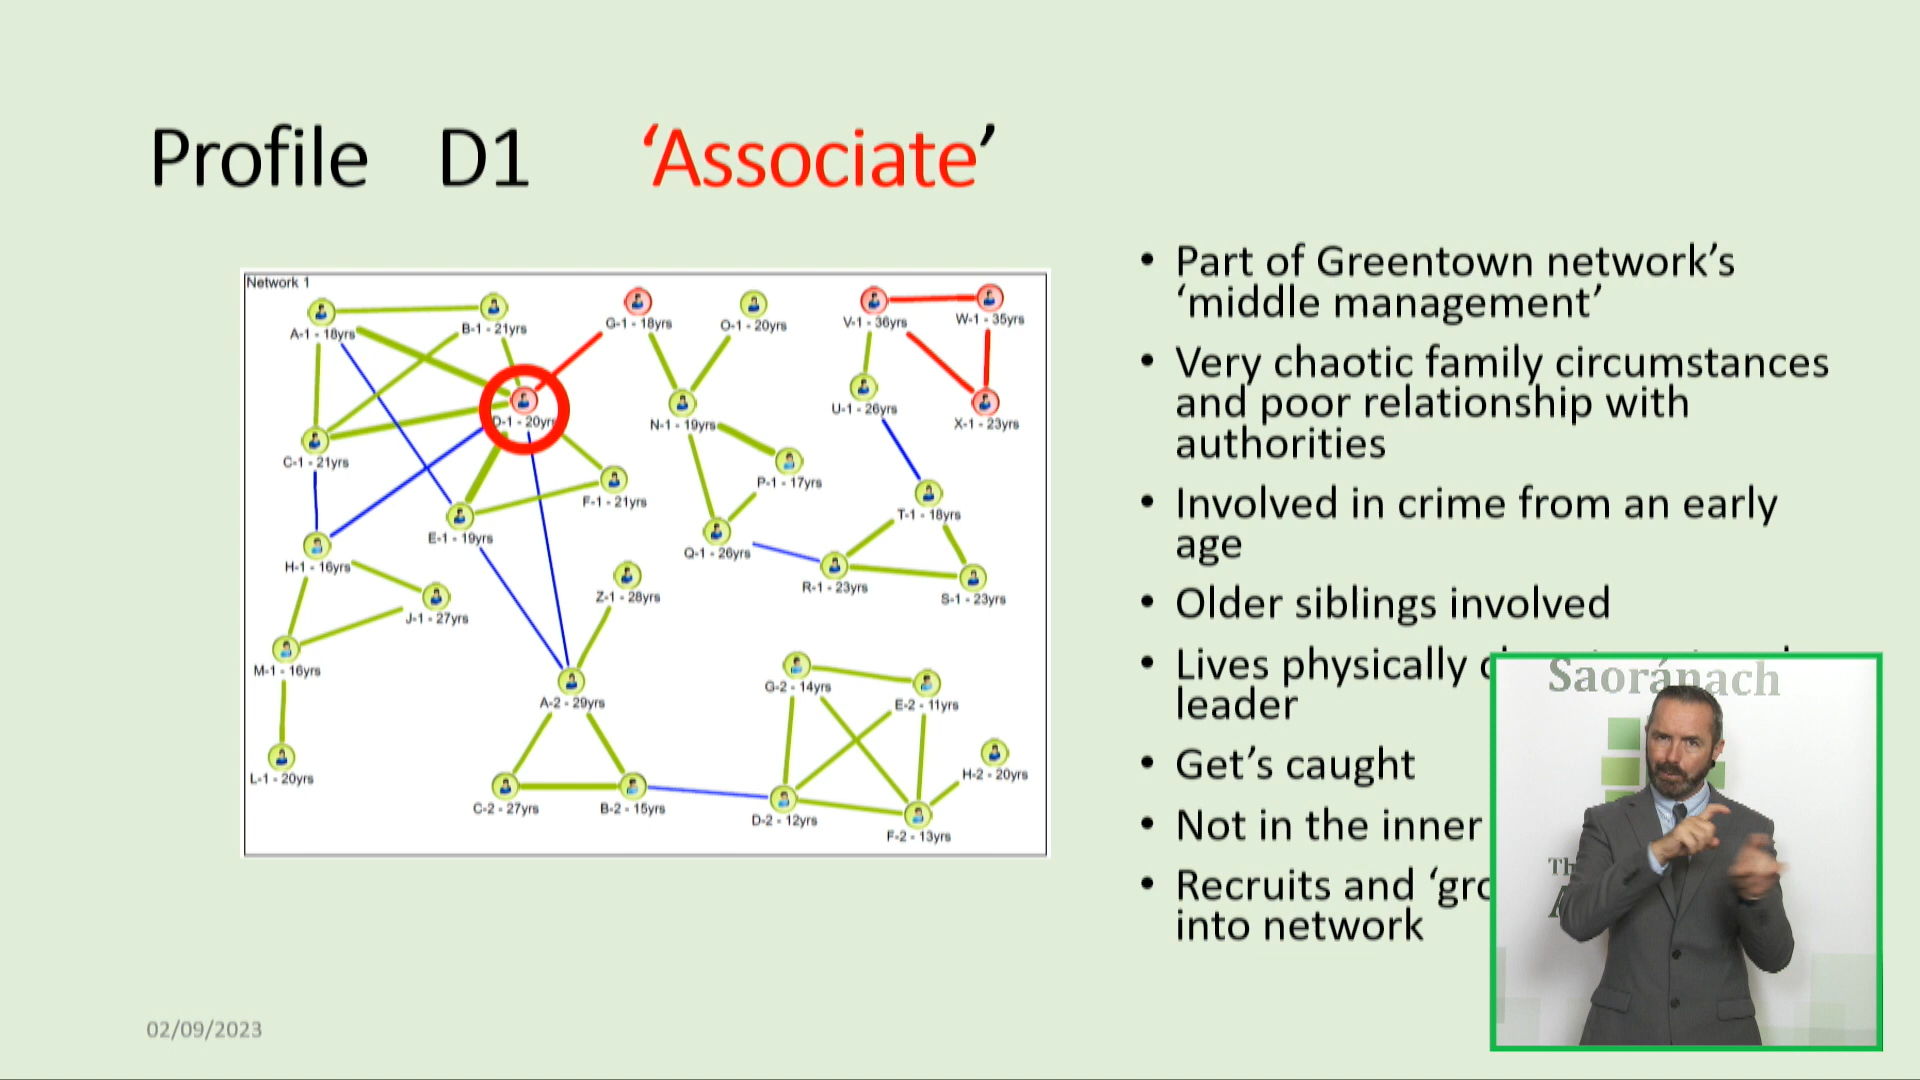 Profile D1 ‘Associate’
Network 1
A-1 - 18yrs
B-1 - 21yrs
G-1 - 18yrs
O-1 - 20yrs
V-1 - 36yrs
W-1 - 35yrs
D-1 - 20yrs
N-1 - 19yrs
U-1 - 26yrs
X-1 - 23yrs
C-1 - 21yrs
F-1 - 21yrs
P-1 - 17yrs
T-1 - 18yrs
E-1 - 19yrs
Q-1 - 26yrs
H-1 - 16yrs
R-1 - 23yrs
S-1 - 23yrs
Z-1 - 28yrs
J-1 - 27yrs
M-1 - 16yrs
A-2 - 29yrs
G-2 - 14yrs
E-2 - 11yrs
L-1 - 20yrs
H-2 - 20yrs
C-2 - 27yrs
B-2 - 15yrs
D-2 - 12yrs
F-2 - 13yrs
• Part of Greentown network’s
‘middle management’
• Very chaotic family circumstances
and poor relationship with
authorities
• Involved in crime from an early
age
• Older siblings involved
• Lives physically
leader
• Get’s caught
• Not in the inner
• Recruits and
into network
Saoránach
02/09/2023